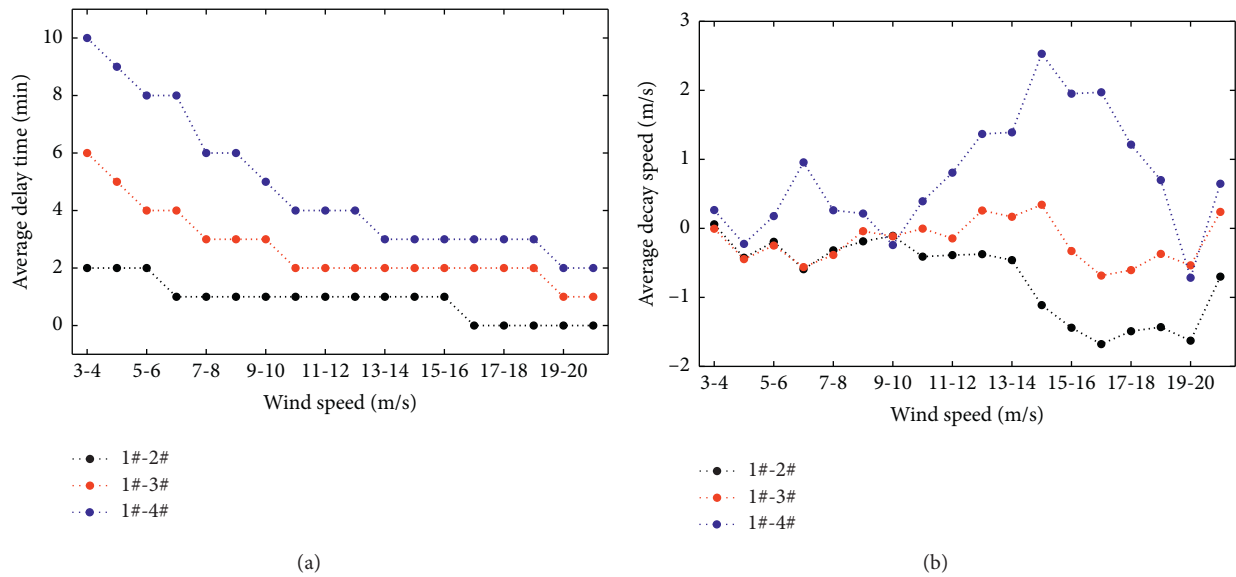 Average delay time (min)
10
8
6
4
2
0
3-4 5-6 7-8 9-10 11-12 13-14 15-16 17-18 19-20
Wind speed (m/s)
1#-2#
1#-3#
1#-4#
(a)
Average decay speed (m/s)
3
2
1
0
−1
−2
3-4 5-6 7-8 9-10 11-12 13-14 15-16 17-18 19-20
Wind speed (m/s)
1#-2#
1#-3#
1#-4#
(b)